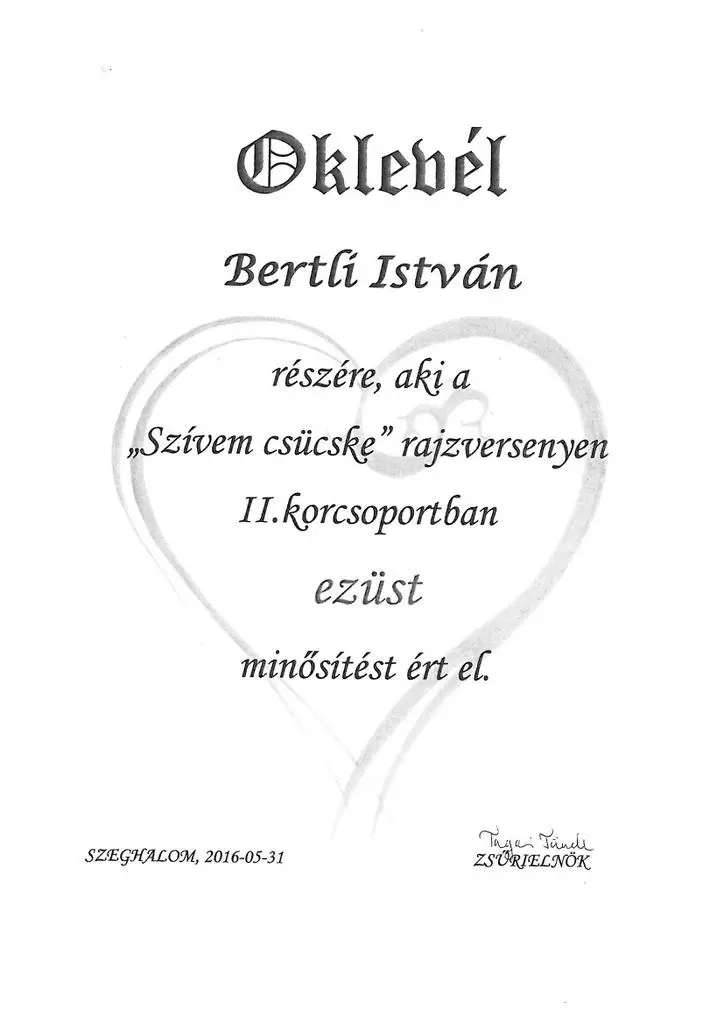 Oklevél
Bertli István
részére, aki a
„Szívem csücske” rajzversenyen
II.korcsoportban
ezüst
minősítést ért el.
SZEGHALOM, 2016-05-31
Tünde
ZSŰRIELNÖK